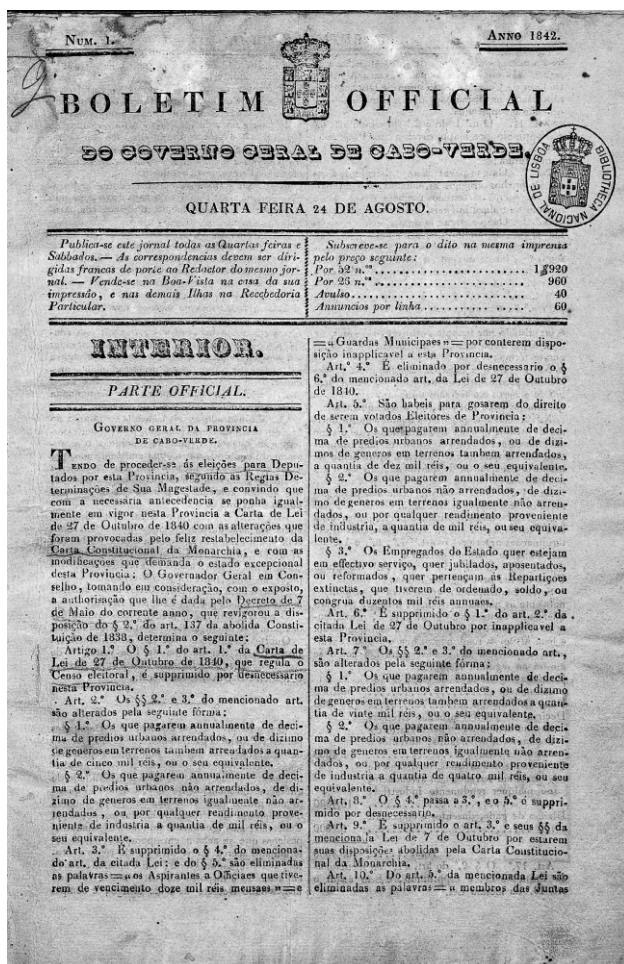 Num. 1.
Anno 1842.
BOLETIM OFFICIAL
DO GOVERNO GERAL DE CABO-VERDE.
BIBLIOTHECA NACIONAL DE LISBOA
QUARTA FEIRA 24 DE AGOSTO.
Publica-se este jornal todas as Quartas feiras e
Sabbados. — As correspondencias devem ser diri-
gidas francas de porte ao Redactor do mesmo jor-
nal. — Vende-se na Boa-Vista na casa da sua
impressão, e nas demais Ilhas na Recebedoria
Particular.
Subscreve-se para o dito na mesma imprensa
pelo preço seguinte:
Por 52 n.os ........................ 1$920
Por 26 n.os ........................ 960
Avulso ........................ 40
Annuncios por linha ............ 60
INTERIOR.
PARTE OFFICIAL.
Governo Geral da Provincia
de Cabo-Verde.
Tendo de proceder-se ás eleições para Depu-
tados por esta Provincia, segundo as Regias De-
terminações de Sua Magestade, e convindo que
com a necessaria antecedencia se ponha igual-
mente em vigor nesta Provincia a Carta de Lei
de 27 de Outubro de 1840 com as alterações que
foram provocadas pelo feliz restabelecimento da
Carta Constitucional da Monarchia, e com as
modificações que demanda o estado excepcional
desta Provincia: O Governador Geral em Con-
selho, tomando em consideração, com o exposto,
a authorisação que lhe é dada pelo Decreto de 7
de Maio do corrente anno, que revigorou a dis-
posição do § 2.º do art. 137 da abolida Consti-
tuição de 1838, determina o seguinte:
Artigo 1.º O § 1.º do art. 1.º da Carta de
Lei de 27 de Outubro de 1840, que regula o
Censo eleitoral, é supprimido por desnecessario
nesta Provincia.
Art. 2.º Os §§ 2.º e 3.º do mencionado art.
são alterados pela seguinte fórma:
§ 1.º Os que pagarem annualmente de deci-
ma de predios urbanos arrendados, ou de dizimo
de generos em terrenos tambem arrendados a quan-
tia de cinco mil réis, ou o seu equivalente.
§ 2.º Os que pagarem annualmente de deci-
ma de predios urbanos não arrendados, de di-
zimo de generos em terrenos igualmente não ar-
rendados, ou por qualquer rendimento prove-
niente de industria a quantia de mil réis, ou o
seu equivalente.
Art. 3.º É supprimido o § 4.º do menciona-
do art. da citada Lei: e do § 5.º são eliminadas
as palavras = « os Aspirantes a Officiaes que tive-
rem de vencimento doze mil réis mensaes » = e
= « Guardas Municipaes » = por conterem dispo-
sição inapplicavel a esta Provincia.
Art. 4.º É eliminado por desnecessario o §
6.º do mencionado art. da Lei de 27 de Outubro
de 1840.
Art. 5.º São habeis para gosarem do direito
de serem votados Eleitores de Provincia:
§ 1.º Os que pagarem annualmente de deci-
ma de predios urbanos arrendados, ou de dizi-
mos de generos em terrenos tambem arrendados,
a quantia de dez mil réis, ou o seu equivalente.
§ 2.º Os que pagarem annualmente de deci-
ma de predios urbanos não arrendados, de dizi-
mo de generos em terrenos igualmente não arren-
dados, ou por qualquer rendimento proveniente
de industria, a quantia de mil réis, ou seu equiva-
lente.
§ 3.º Os Empregados do Estado quer estejam
em effectivo serviço, quer jubilados, aposentados,
ou reformados, quer pertençam ás Repartições
extinctas, que tiverem de ordenado, soldo, ou
congrua duzentos mil réis annuaes.
Art. 6.º É supprimido o § 1.º do art. 2.º da
citada Lei de 27 de Outubro por inapplicavel a
esta Provincia.
Art. 7.º Os §§ 2.º e 3.º do mencionado art.,
são alterados pela seguinte fórma:
§ 1.º Os que pagarem annualmente de deci-
ma de predios urbanos arrendados, ou de dizimo
de generos em terrenos tambem arrendados a quan-
tia de vinte mil réis, ou o seu equivalente.
§ 2.º Os que pagarem annualmente de deci-
ma de predios urbanos não arrendados, de dizi-
mo de generos em terrenos igualmente não arren-
dados, ou por qualquer rendimento proveniente
de industria a quantia de quatro mil réis, ou seu
equivalente.
Art. 8.º O § 4.º passa a 3.º, e o 5.º é suppri-
mido por desnecessario.
Art. 9.º É supprimido o art. 3.º e seus §§ da
mencionada Lei de 7 de Outubro por estarem
suas disposições abolidas pela Carta Constitucio-
nal da Monarchia.
Art. 10.º Do art. 5.º da mencionada Lei são
eliminadas as palavras = « membros das Juntas